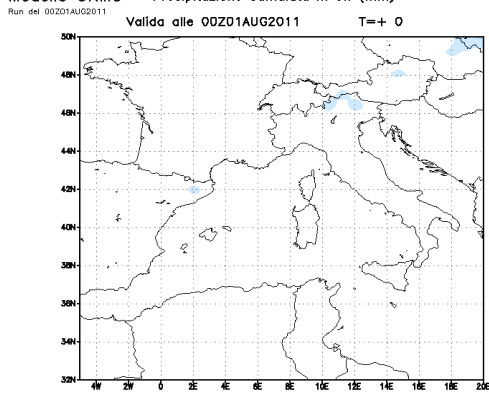 Run del 00Z01AUG2011
Valida alle 00Z01AUG2011 T=+ 0
50N
48N
46N
44N
42N
40N
38N
36N
34N
32N
4W 2W 0 2E 4E 6E 8E 10E 12E 14E 16E 18E 20E